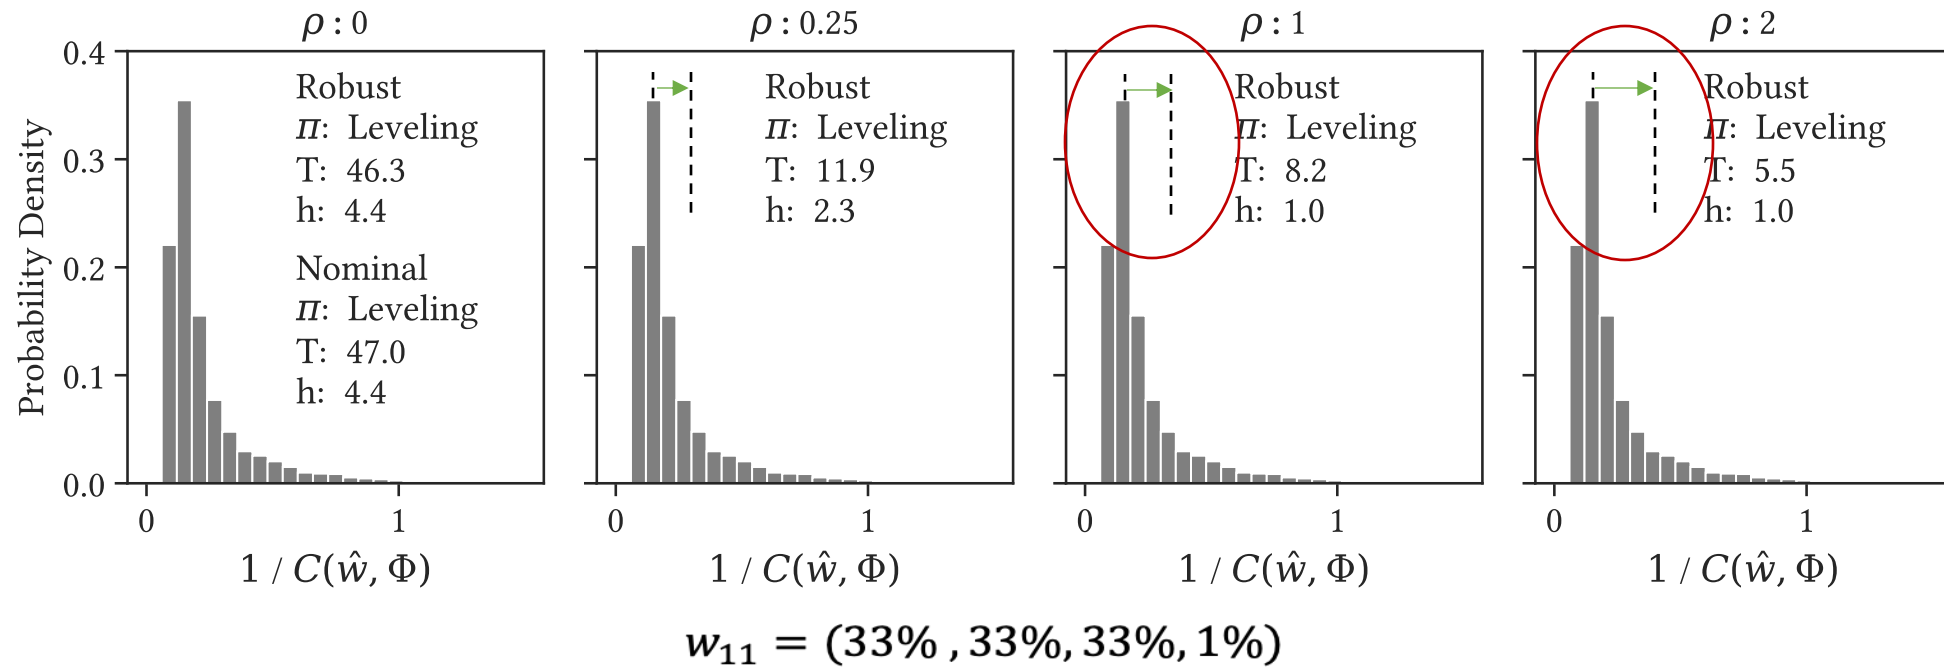 ρ : 0
0.4
0.3
0.2
0.1
0.0
Probability Density
Robust
π: Leveling
T: 46.3
h: 4.4
Nominal
π: Leveling
T: 47.0
h: 4.4
0 1
1 / C(ŵ, Φ)
ρ : 0.25
Robust
π: Leveling
T: 11.9
h: 2.3
0 1
1 / C(ŵ, Φ)
ρ : 1
Robust
π: Leveling
T: 8.2
h: 1.0
0 1
1 / C(ŵ, Φ)
ρ : 2
Robust
π: Leveling
T: 5.5
h: 1.0
0 1
1 / C(ŵ, Φ)
w₁₁ = (33% , 33%, 33%, 1%)